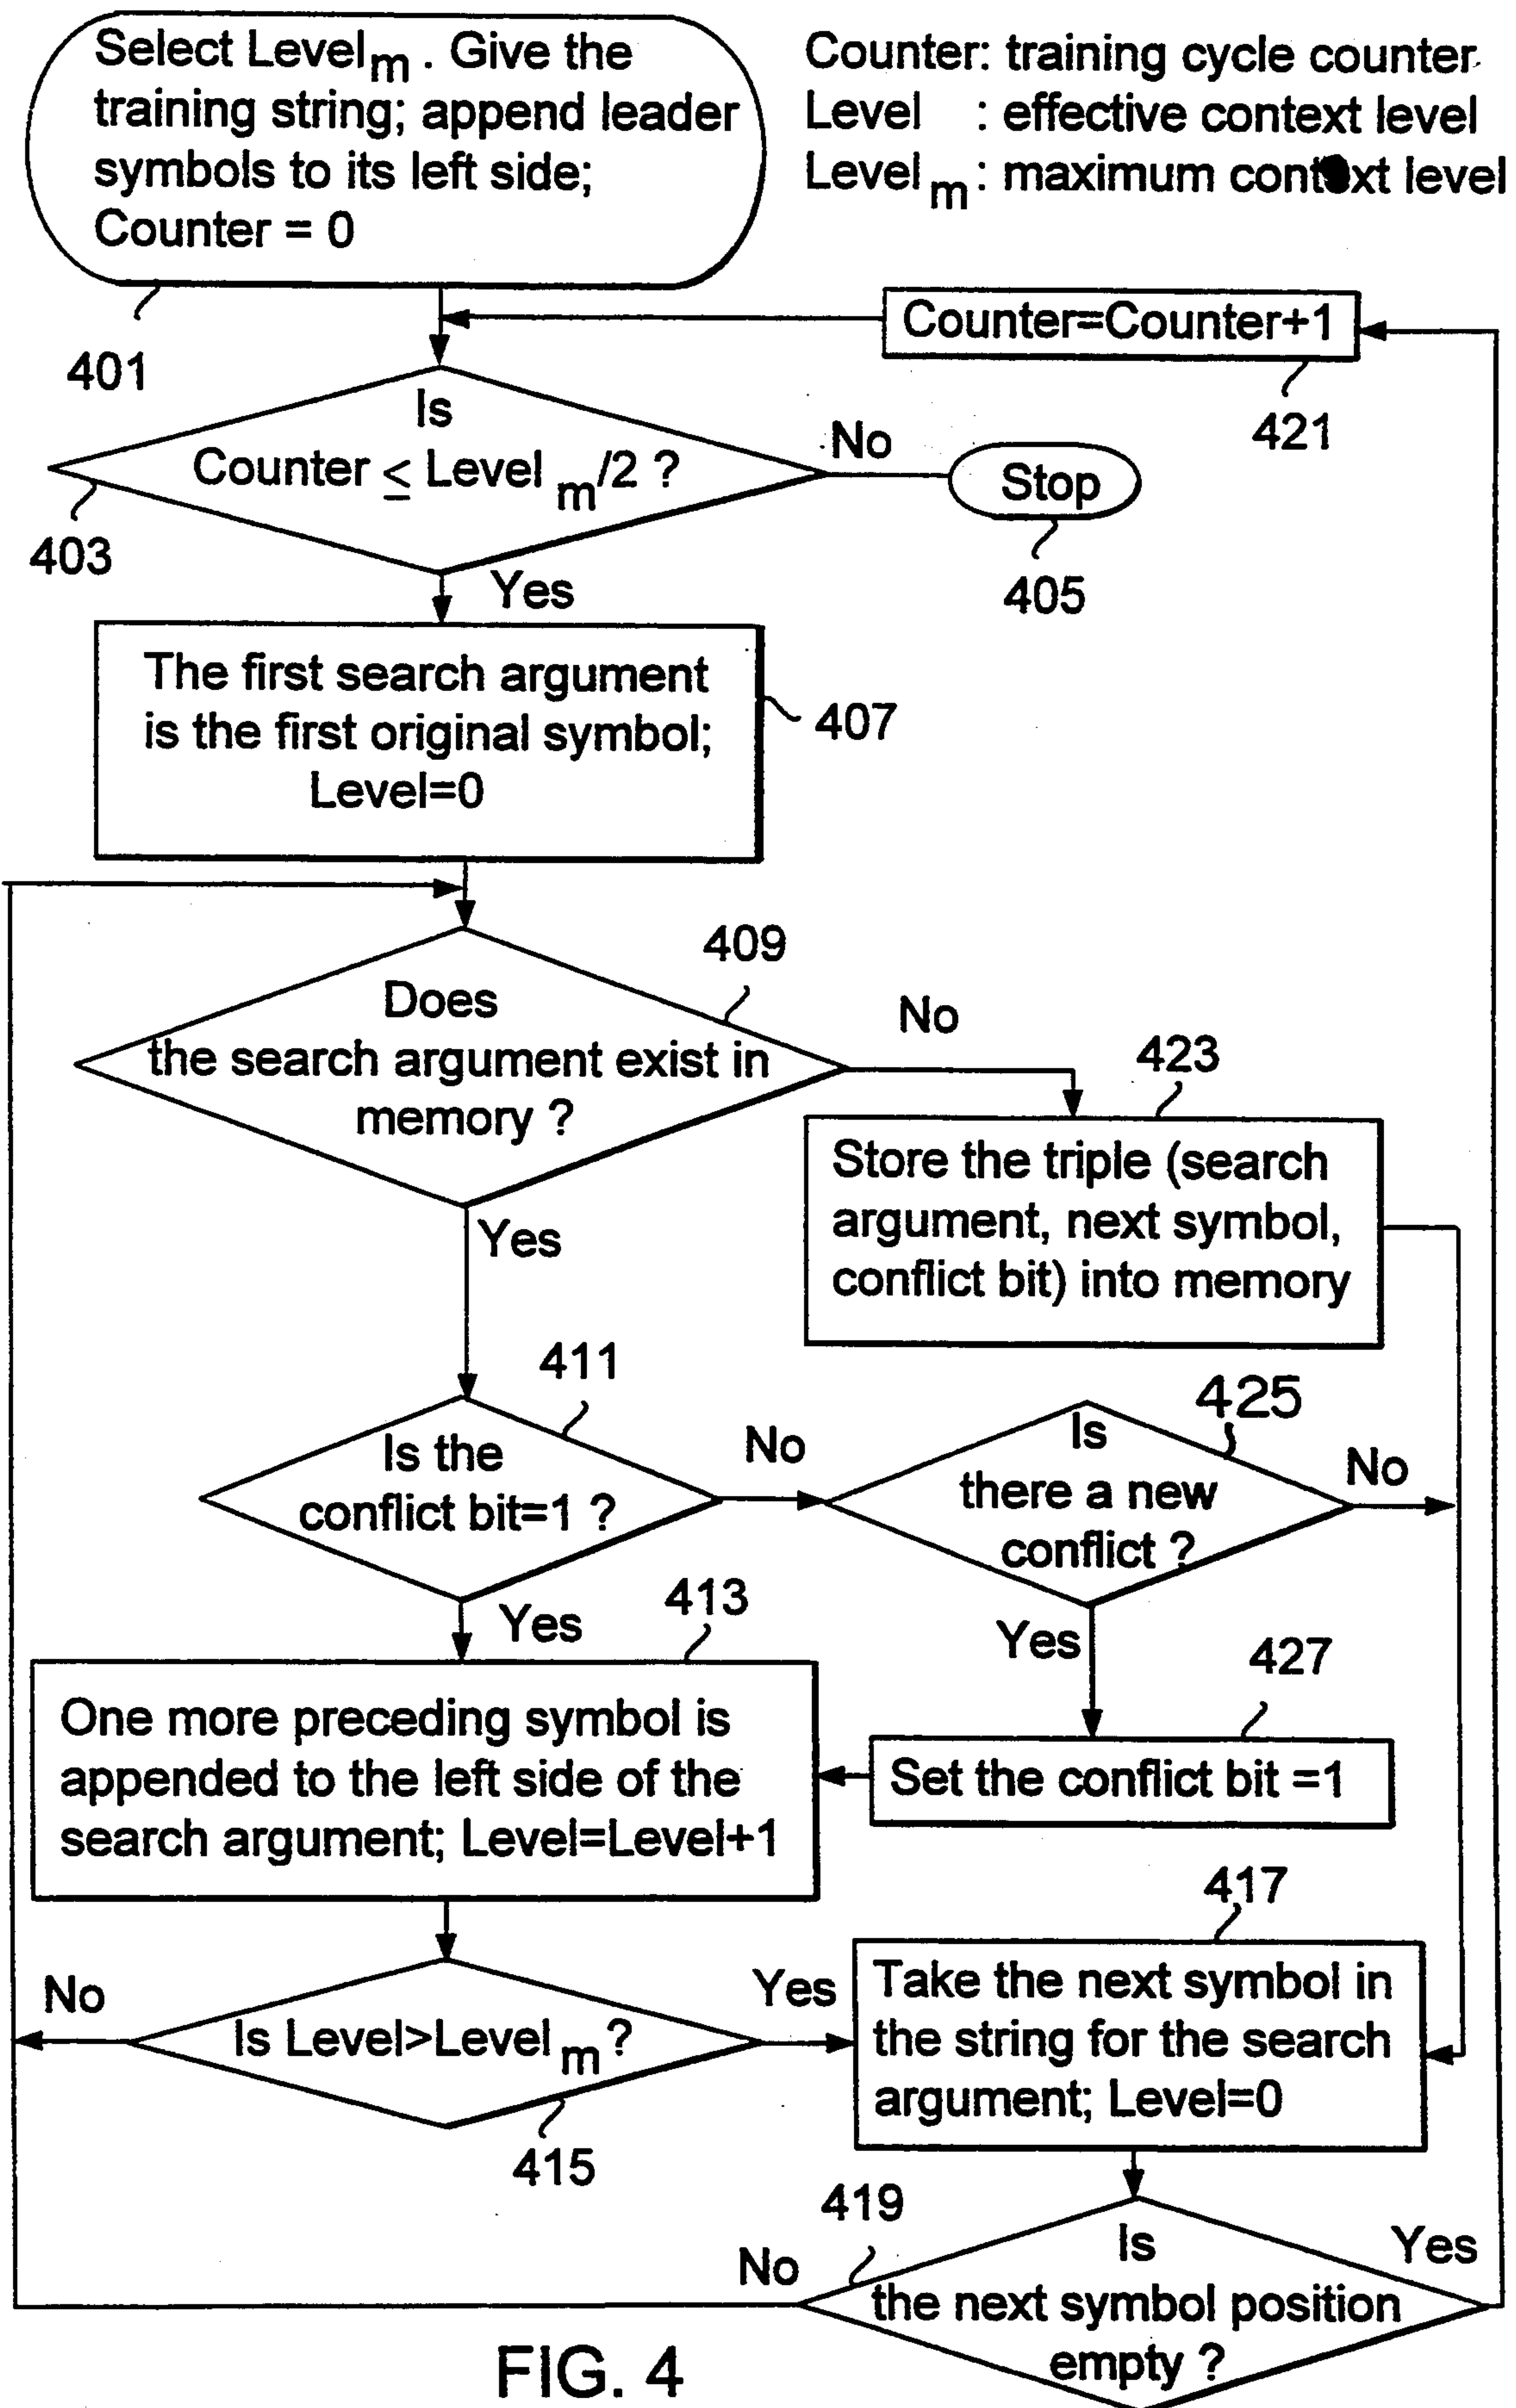 Select Level m . Give the
training string; append leader
symbols to its left side;
Counter = 0
Counter: training cycle counter
Level : effective context level
Level m : maximum context level
401
Counter=Counter+1
421
Is
Counter ≤ Level m/2 ?
No
403
Stop
405
Yes
The first search argument
is the first original symbol;
Level=0
407
409
Does
the search argument exist in
memory ?
No
423
Store the triple (search
argument, next symbol,
conflict bit) into memory
Yes
411
Is the
conflict bit=1 ?
No
425
Is
there a new
conflict ?
No
Yes
413
Yes
427
One more preceding symbol is
appended to the left side of the
search argument; Level=Level+1
Set the conflict bit =1
417
No
Is Level>Level m ?
Yes
415
Take the next symbol in
the string for the search
argument; Level=0
419
No
Is
the next symbol position
empty ?
Yes
FIG. 4